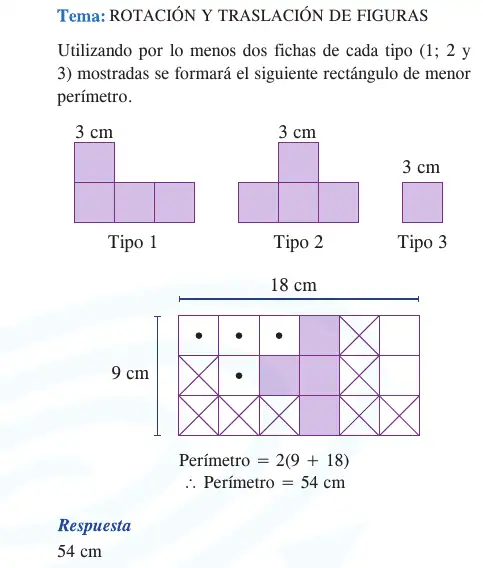 Tema: ROTACIÓN Y TRASLACIÓN DE FIGURAS
Utilizando por lo menos dos fichas de cada tipo (1; 2 y
3) mostradas se formará el siguiente rectángulo de menor
perímetro.
3 cm
3 cm
3 cm
Tipo 1
Tipo 2
Tipo 3
18 cm
9 cm
Perímetro = 2(9 + 18)
∴ Perímetro = 54 cm
Respuesta
54 cm